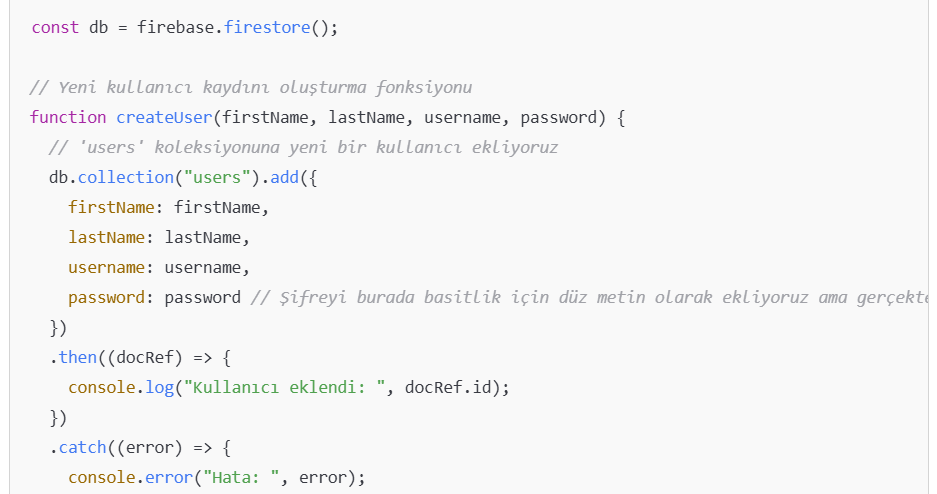 const db = firebase.firestore();
// Yeni kullanıcı kaydını oluşturma fonksiyonu
function createUser(firstName, lastName, username, password) {
// 'users' koleksiyonuna yeni bir kullanıcı ekliyoruz
db.collection("users").add({
firstName: firstName,
lastName: lastName,
username: username,
password: password // Şifreyi burada basitlik için düz metin olarak ekliyoruz ama gerçekte
})
.then((docRef) => {
console.log("Kullanıcı eklendi: ", docRef.id);
})
.catch((error) => {
console.error("Hata: ", error);